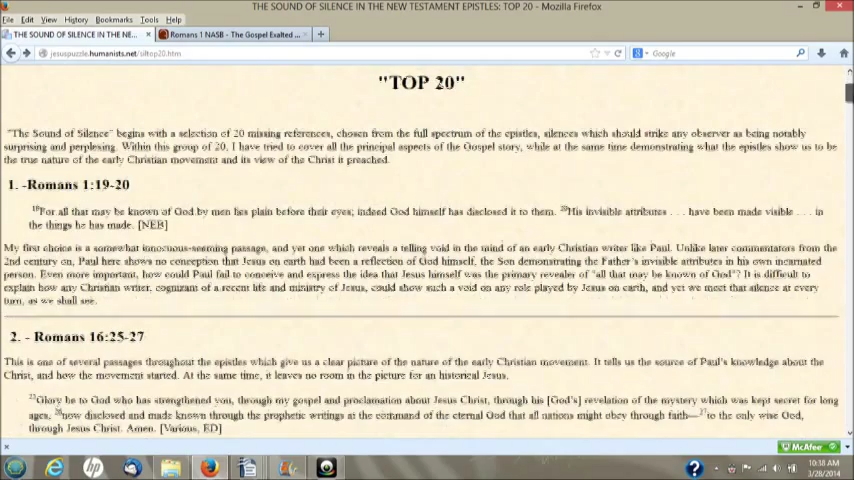 THE SOUND OF SILENCE IN THE NEW TESTAMENT EPISTLES: TOP 20 - Mozilla Firefox
File Edit View History Bookmarks Tools Help
THE SOUND OF SILENCE IN THE NE... × Romans 1 NASB - The Gospel Exalted ... × +
jesuspuzzle.humanists.net/siltop20.htm Google
"TOP 20"
"The Sound of Silence" begins with a selection of 20 missing references, chosen from the full spectrum of the epistles, silences which should strike any observer as being notably
surprising and perplexing. Within this group of 20, I have tried to cover all the principal aspects of the Gospel story, while at the same time demonstrating what the epistles show us to be
the true nature of the early Christian movement and its view of the Christ it preached.
1. -Romans 1:19-20
19For all that may be known of God by men lies plain before their eyes; indeed God himself has disclosed it to them. 20His invisible attributes . . . have been made visible . . . in
the things he has made. [NEB]
My first choice is a somewhat innocuous-seeming passage, and yet one which reveals a telling void in the mind of an early Christian writer like Paul. Unlike later commentators from the
2nd century on, Paul here shows no conception that Jesus on earth had been a reflection of God himself, the Son demonstrating the Father's invisible attributes in his own incarnated
person. Even more important, how could Paul fail to conceive and express the idea that Jesus himself was the primary revealer of "all that may be known of God"? It is difficult to
explain how any Christian writer, cognizant of a recent life and ministry of Jesus, could show such a void on any role played by Jesus on earth, and yet we meet that silence at every
turn, as we shall see.
2. - Romans 16:25-27
This is one of several passages throughout the epistles which give us a clear picture of the nature of the early Christian movement. It tells us the source of Paul's knowledge about the
Christ, and how the movement started. At the same time, it leaves no room in the picture for an historical Jesus.
25Glory be to God who has strengthened you, through my gospel and proclamation about Jesus Christ, through his [God's] revelation of the mystery which was kept secret for long
ages, 26now disclosed and made known through the prophetic writings at the command of the eternal God that all nations might obey through faith—27to the only wise God,
through Jesus Christ. Amen. [Various, ED]
× McAfee
10:38 AM
3/28/2014